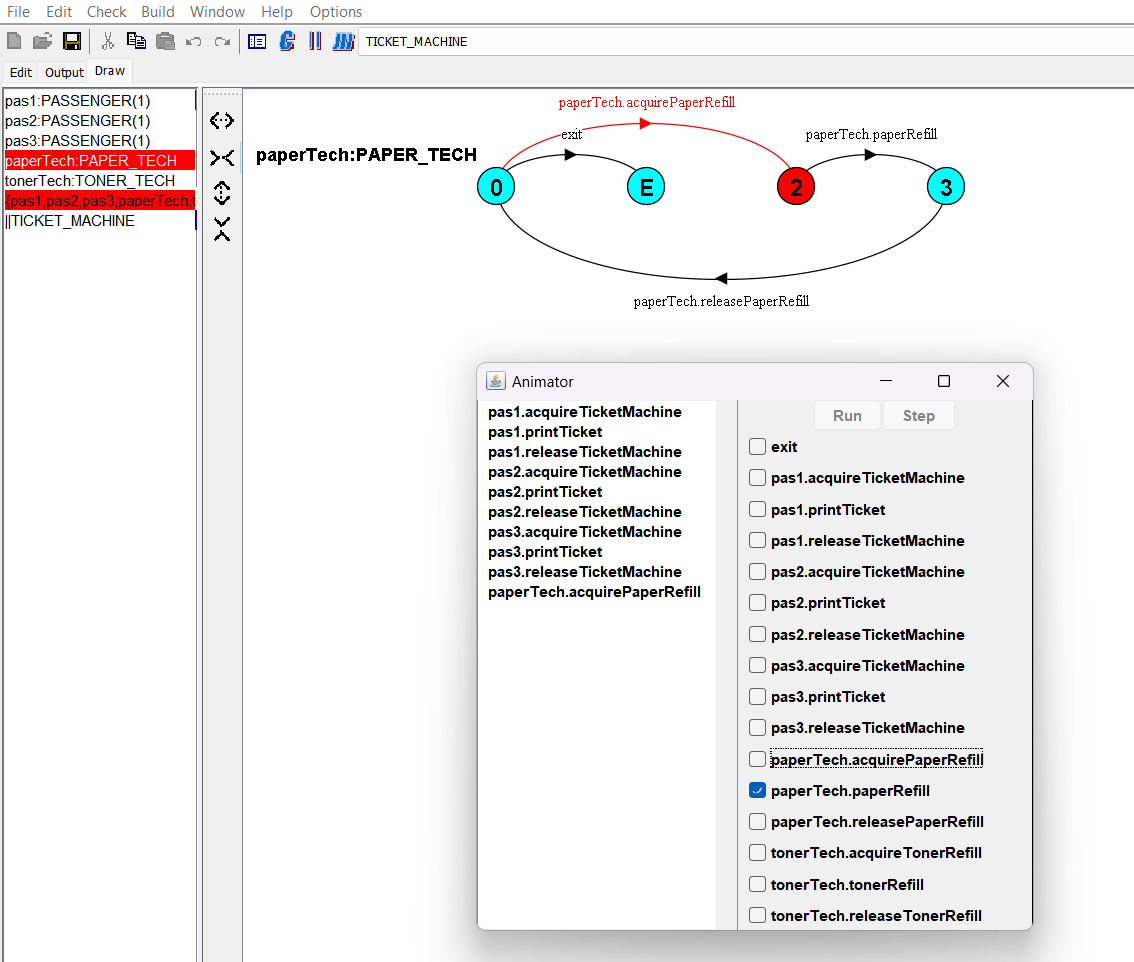 File Edit Check Build Window Help Options
TICKET_MACHINE
Edit Output Draw
pas1:PASSENGER(1)
pas2:PASSENGER(1)
pas3:PASSENGER(1)
paperTech:PAPER_TECH
tonerTech:TONER_TECH
{pas1,pas2,pas3,paperTech,t
||TICKET_MACHINE
paperTech.acquirePaperRefill
exit
paperTech.paperRefill
paperTech:PAPER_TECH
0
E
2
3
paperTech.releasePaperRefill
Animator
pas1.acquireTicketMachine
pas1.printTicket
pas1.releaseTicketMachine
pas2.acquireTicketMachine
pas2.printTicket
pas2.releaseTicketMachine
pas3.acquireTicketMachine
pas3.printTicket
pas3.releaseTicketMachine
paperTech.acquirePaperRefill
Run Step
exit
pas1.acquireTicketMachine
pas1.printTicket
pas1.releaseTicketMachine
pas2.acquireTicketMachine
pas2.printTicket
pas2.releaseTicketMachine
pas3.acquireTicketMachine
pas3.printTicket
pas3.releaseTicketMachine
paperTech.acquirePaperRefill
paperTech.paperRefill
paperTech.releasePaperRefill
tonerTech.acquireTonerRefill
tonerTech.tonerRefill
tonerTech.releaseTonerRefill